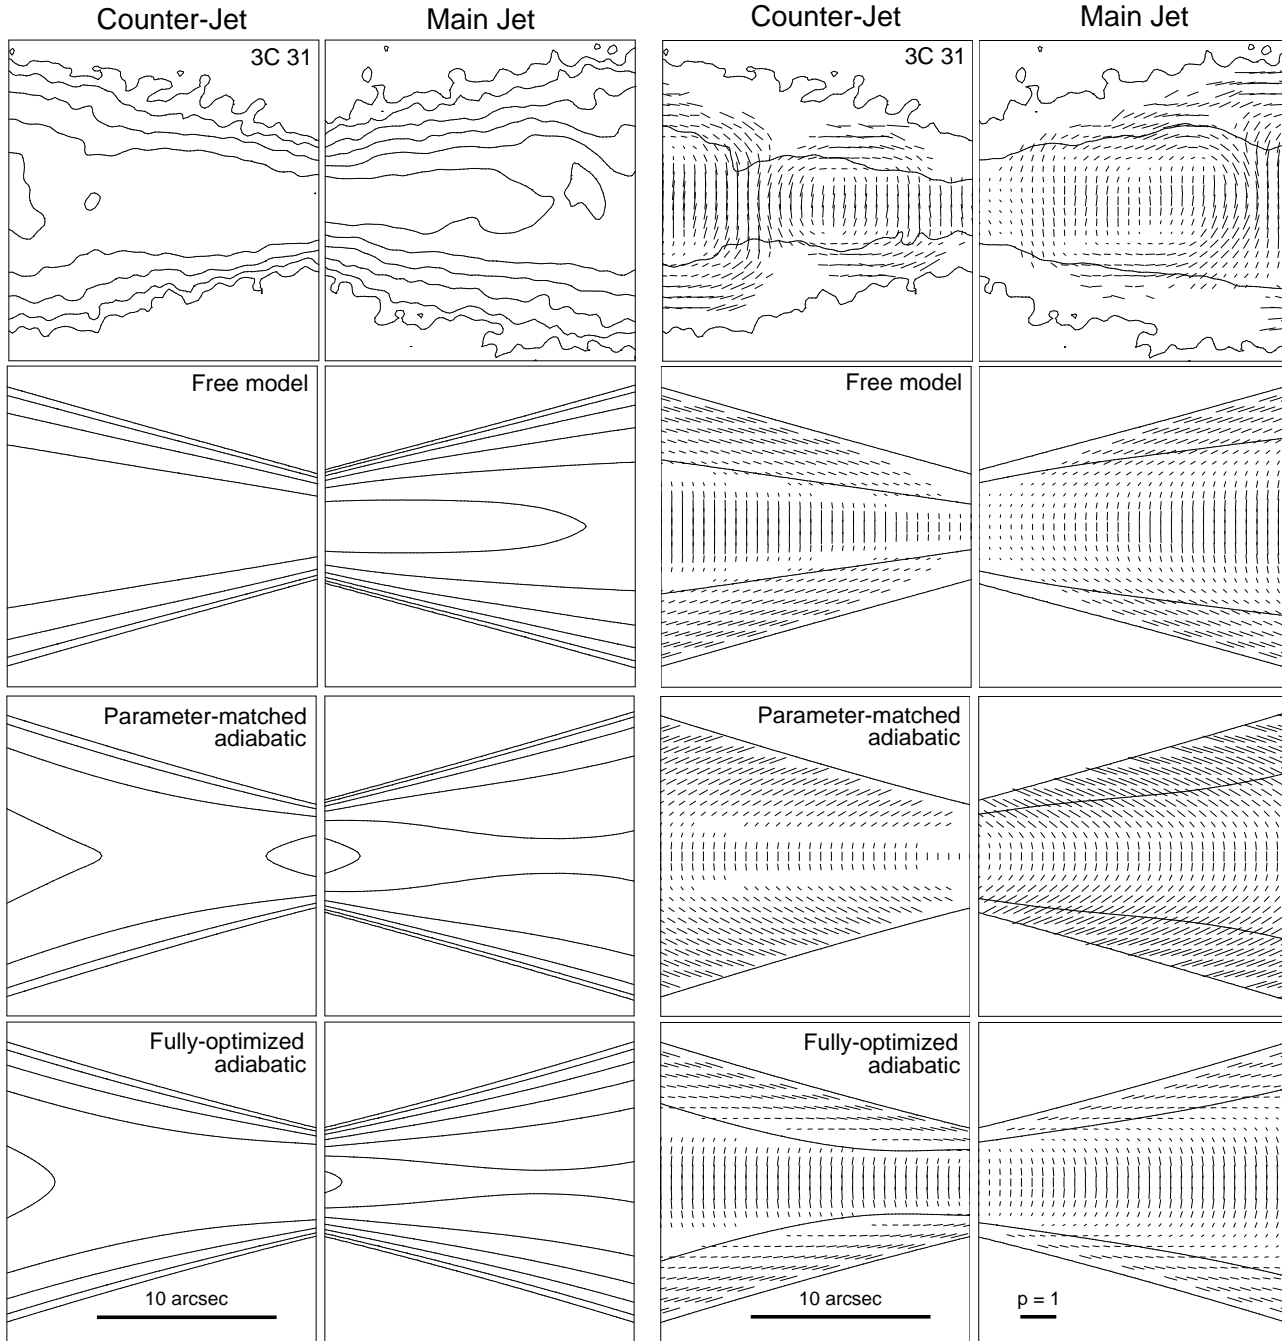 Counter-Jet
Main Jet
Counter-Jet
Main Jet
3C 31
3C 31
Free model
Free model
Parameter-matched
adiabatic
Parameter-matched
adiabatic
Fully-optimized
adiabatic
Fully-optimized
adiabatic
10 arcsec
10 arcsec
p = 1